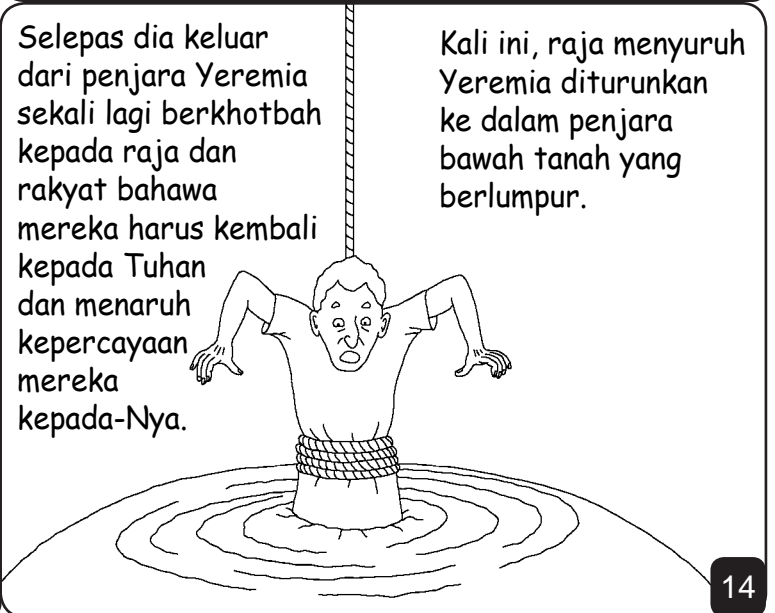 Selepas dia keluar
dari penjara Yeremia
sekali lagi berkhotbah
kepada raja dan
rakyat bahawa
mereka harus kembali
kepada Tuhan
dan menaruh
kepercayaan
mereka
kepada-Nya.
Kali ini, raja menyuruh
Yeremia diturunkan
ke dalam penjara
bawah tanah yang
berlumpur.
14